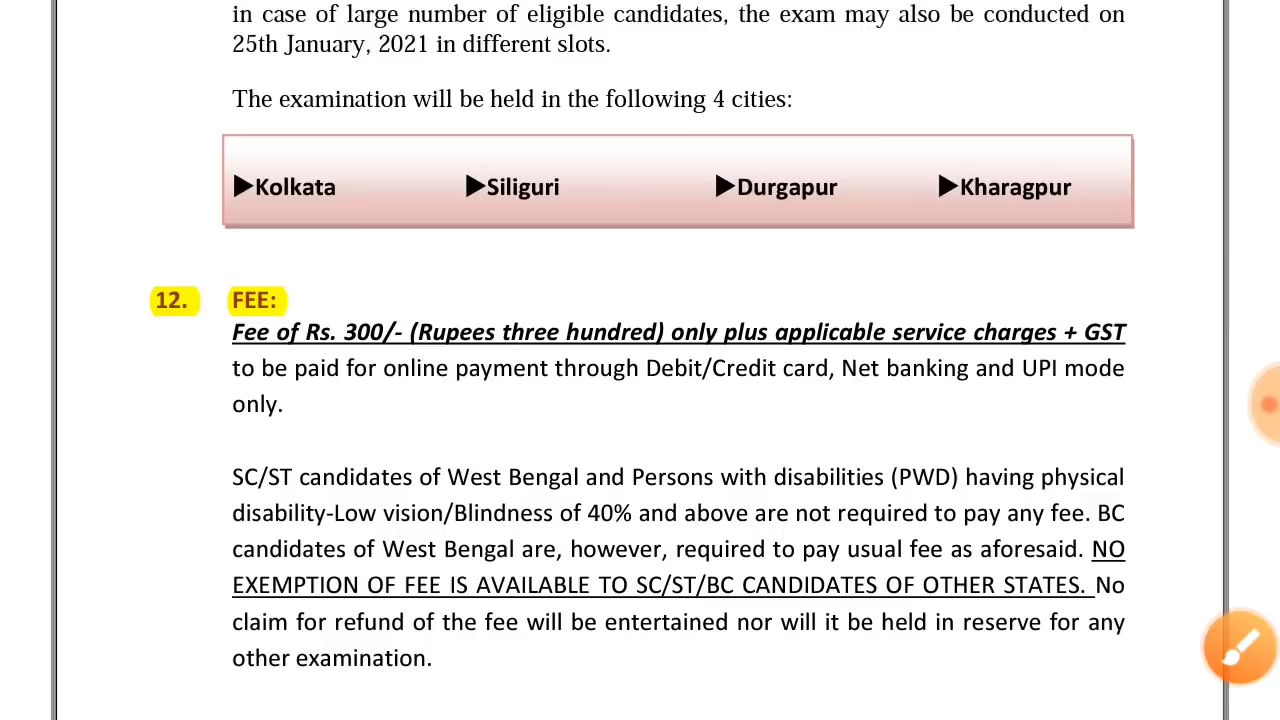 in case of large number of eligible candidates, the exam may also be conducted on
25th January, 2021 in different slots.
The examination will be held in the following 4 cities:
▶Kolkata ▶Siliguri ▶Durgapur ▶Kharagpur
12. FEE:
Fee of Rs. 300/- (Rupees three hundred) only plus applicable service charges + GST
to be paid for online payment through Debit/Credit card, Net banking and UPI mode
only.
SC/ST candidates of West Bengal and Persons with disabilities (PWD) having physical
disability-Low vision/Blindness of 40% and above are not required to pay any fee. BC
candidates of West Bengal are, however, required to pay usual fee as aforesaid. NO
EXEMPTION OF FEE IS AVAILABLE TO SC/ST/BC CANDIDATES OF OTHER STATES. No
claim for refund of the fee will be entertained nor will it be held in reserve for any
other examination.